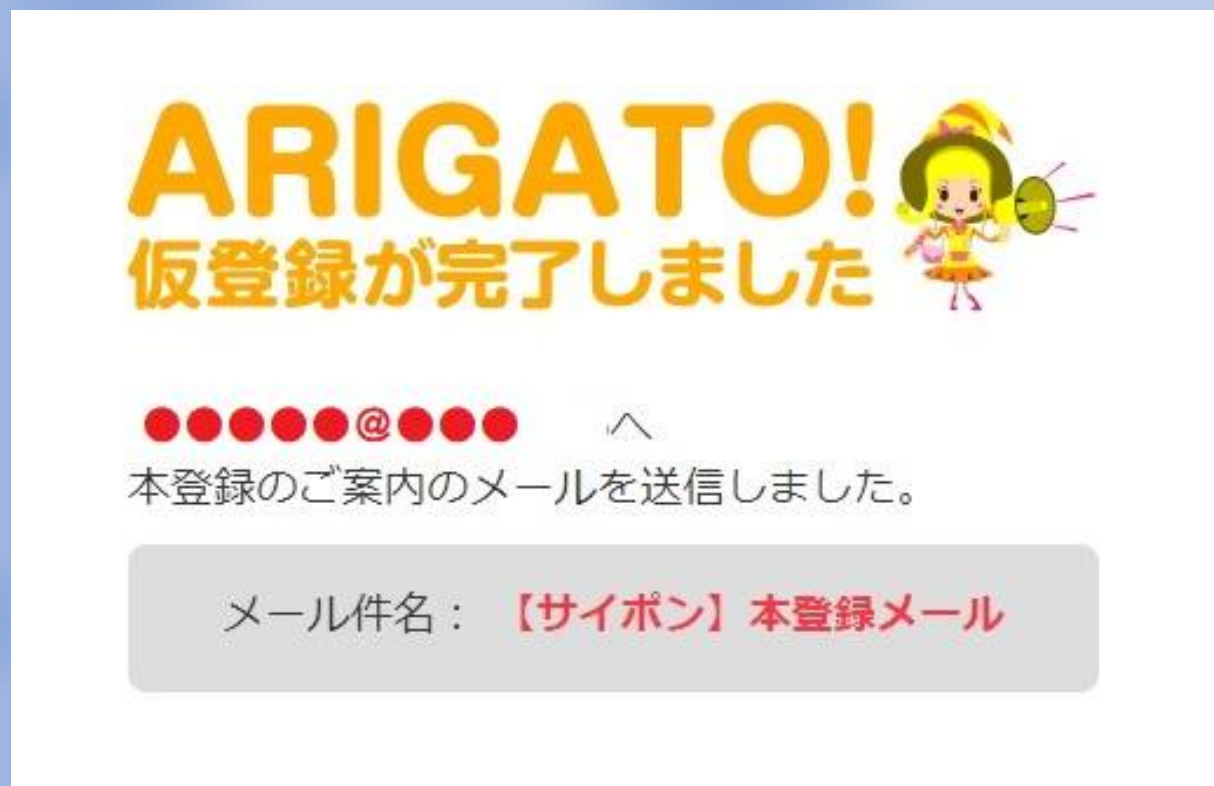 ARIGATO!
仮登録が完了しました
●●●●●@●●● へ
本登録のご案内のメールを送信しました。
メール件名： 【サイポン】本登録メール